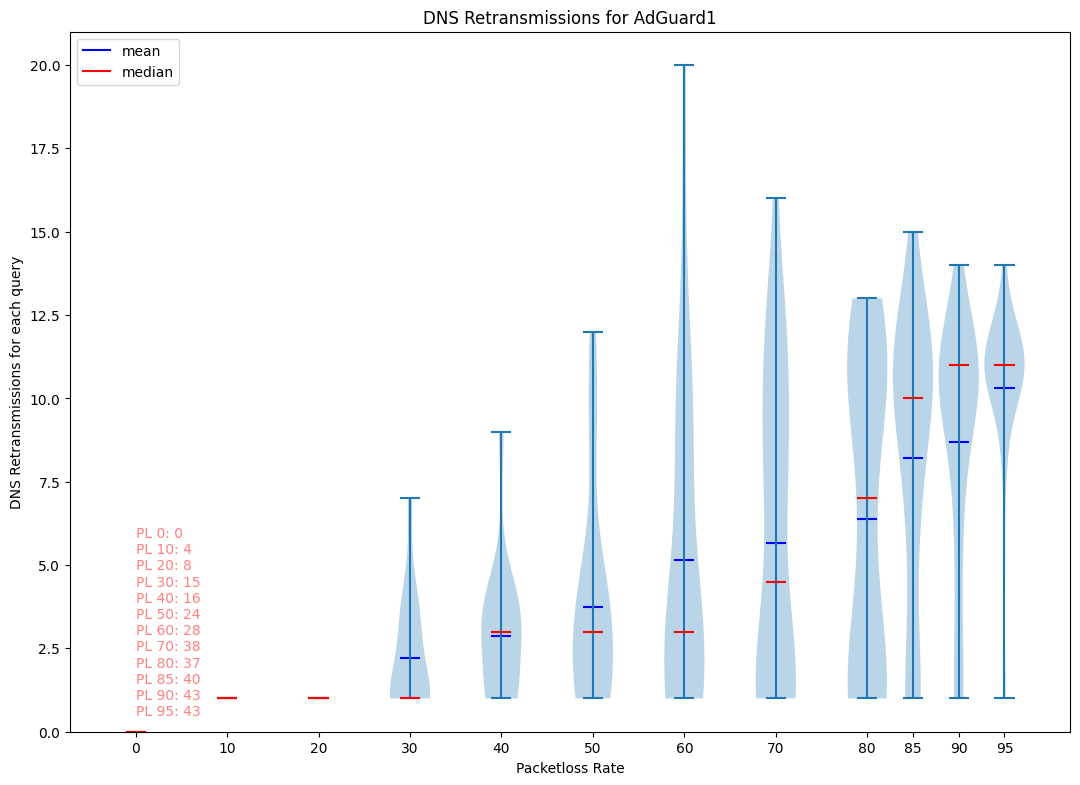 DNS Retransmissions for AdGuard1
mean
median
20.0
17.5
15.0
12.5
10.0
7.5
5.0
2.5
0.0
DNS Retransmissions for each query
PL 0: 0
PL 10: 4
PL 20: 8
PL 30: 15
PL 40: 16
PL 50: 24
PL 60: 28
PL 70: 38
PL 80: 37
PL 85: 40
PL 90: 43
PL 95: 43
0 10 20 30 40 50 60 70 80 85 90 95
Packetloss Rate